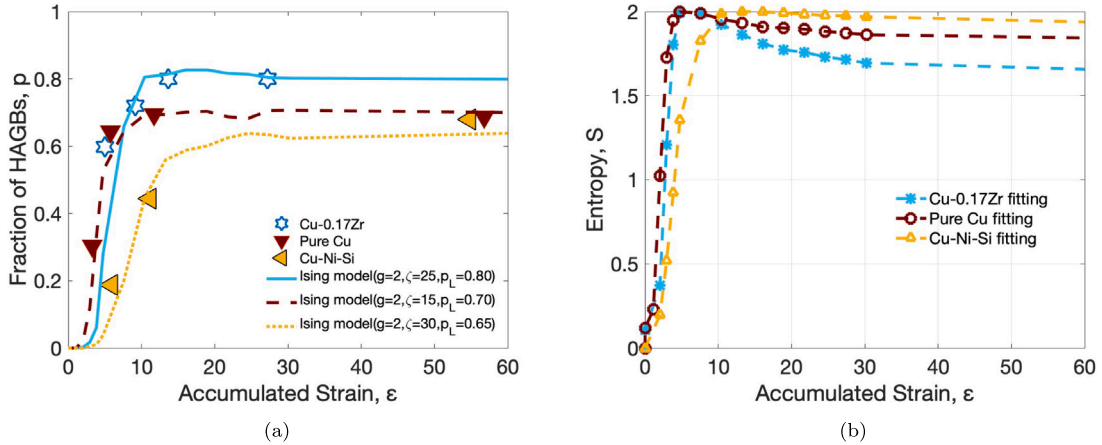 Fraction of HAGBs, p
1
0.8
0.6
0.4
0.2
0
0
10
20
30
40
50
60
Accumulated Strain, ε
Cu-0.17Zr
Pure Cu
Cu-Ni-Si
Ising model(g=2,ζ=25,p_L=0.80)
Ising model(g=2,ζ=15,p_L=0.70)
Ising model(g=2,ζ=30,p_L=0.65)
(a)
Entropy, S
2
1.5
1
0.5
0
0
10
20
30
40
50
60
Accumulated Strain, ε
Cu-0.17Zr fitting
Pure Cu fitting
Cu-Ni-Si fitting
(b)